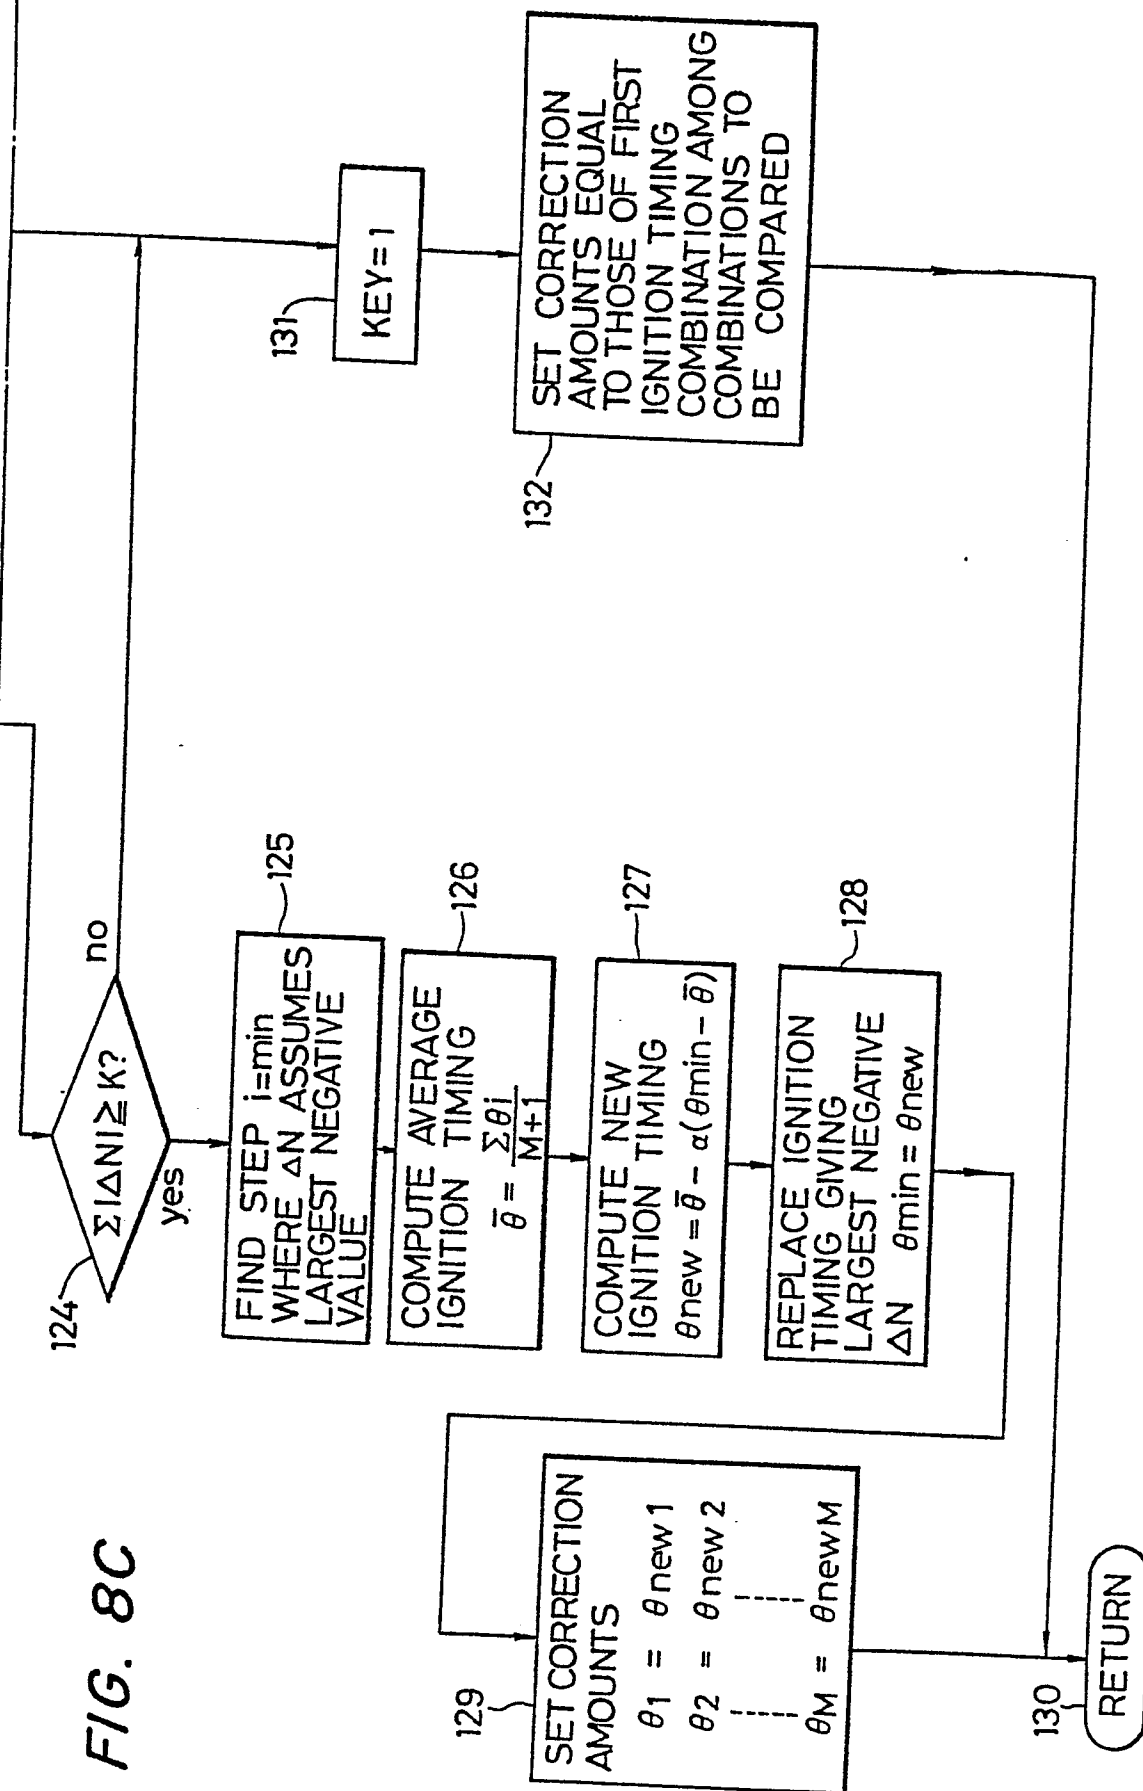 FIG. 8C
124
Σ|ΔN|≧K?
no
yes
125
FIND STEP i=min
WHERE ΔN ASSUMES
LARGEST NEGATIVE
VALUE
126
COMPUTE AVERAGE
IGNITION TIMING
θ̄ = Σθi / M+1
127
COMPUTE NEW
IGNITION TIMING
θnew = θ̄ - α(θmin - θ̄)
128
REPLACE IGNITION
TIMING GIVING
LARGEST NEGATIVE
ΔN θmin = θnew
129
SET CORRECTION
AMOUNTS
θ1 = θnew1
θ2 = θnew2
θM = θnewM
130
RETURN
131
KEY=1
132
SET CORRECTION
AMOUNTS EQUAL
TO THOSE OF FIRST
IGNITION TIMING
COMBINATION AMONG
COMBINATIONS TO
BE COMPARED